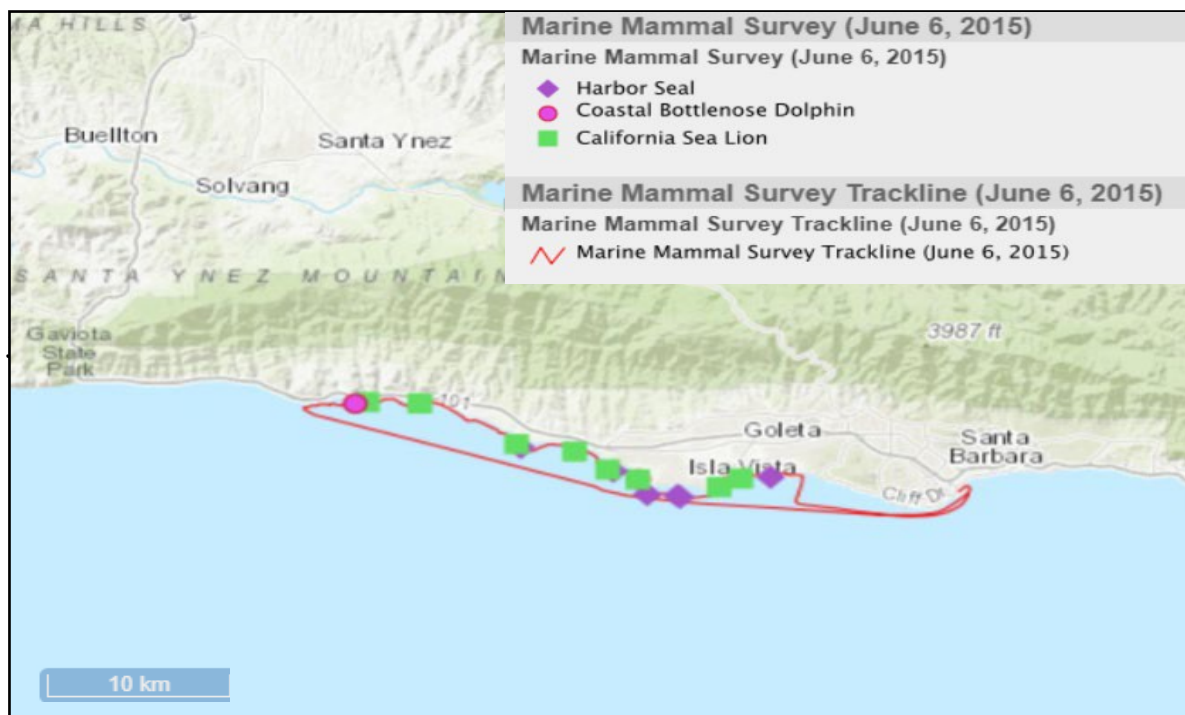 MA HILLS
Buellton
Santa Ynez
Solvang
SANTA YNEZ MOUNTAIN
Gaviota
State
Park
3987 ft
101
Goleta
Santa
Barbara
Isla Vista
Cliff Dr
10 km
Marine Mammal Survey (June 6, 2015)
Marine Mammal Survey (June 6, 2015)
Harbor Seal
Coastal Bottlenose Dolphin
California Sea Lion
Marine Mammal Survey Trackline (June 6, 2015)
Marine Mammal Survey Trackline (June 6, 2015)
Marine Mammal Survey Trackline (June 6, 2015)